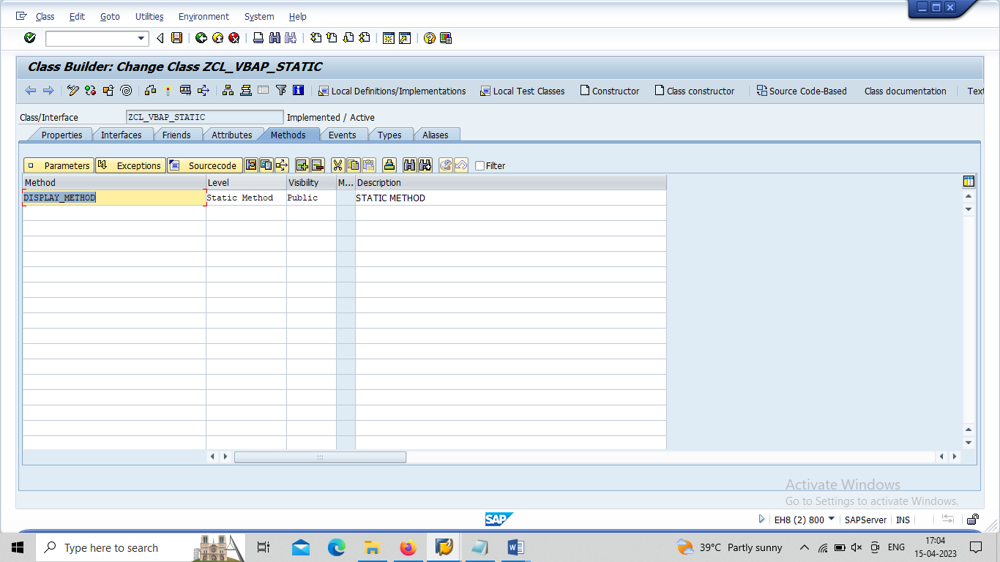 Class Edit Goto Utilities Environment System Help
Class Builder: Change Class ZCL_VBAP_STATIC
Local Definitions/Implementations Local Test Classes Constructor Class constructor Source Code-Based Class documentation Text
Class/Interface ZCL_VBAP_STATIC Implemented / Active
Properties Interfaces Friends Attributes Methods Events Types Aliases
Parameters Exceptions Sourcecode Filter
Method Level Visibility M... Description
DISPLAY_METHOD Static Method Public STATIC METHOD
Activate Windows
Go to Settings to activate Windows.
SAP EH8 (2) 800 SAPServer INS
Type here to search 39°C Partly sunny ENG 17:04
15-04-2023